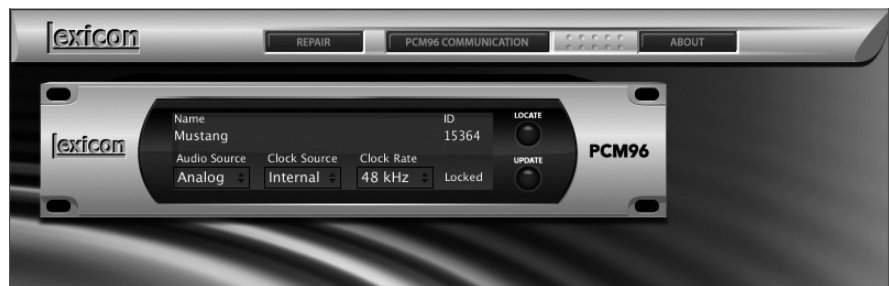 lexicon
REPAIR
PCM96 COMMUNICATION
ABOUT
Name
ID
LOCATE
Mustang
15364
lexicon
Audio Source
Clock Source
Clock Rate
UPDATE
PCM96
Analog
Internal
48 kHz
Locked